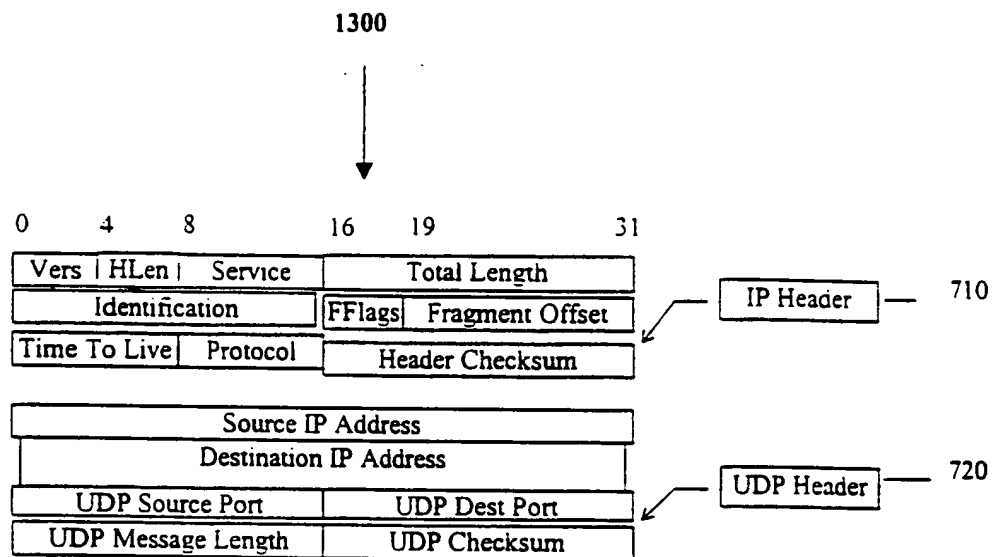 1300
0 4 8 16 19 31
Vers HLen Service Total Length
Identification FFlags Fragment Offset IP Header 710
Time To Live Protocol Header Checksum
Source IP Address
Destination IP Address
UDP Source Port UDP Dest Port UDP Header 720
UDP Message Length UDP Checksum